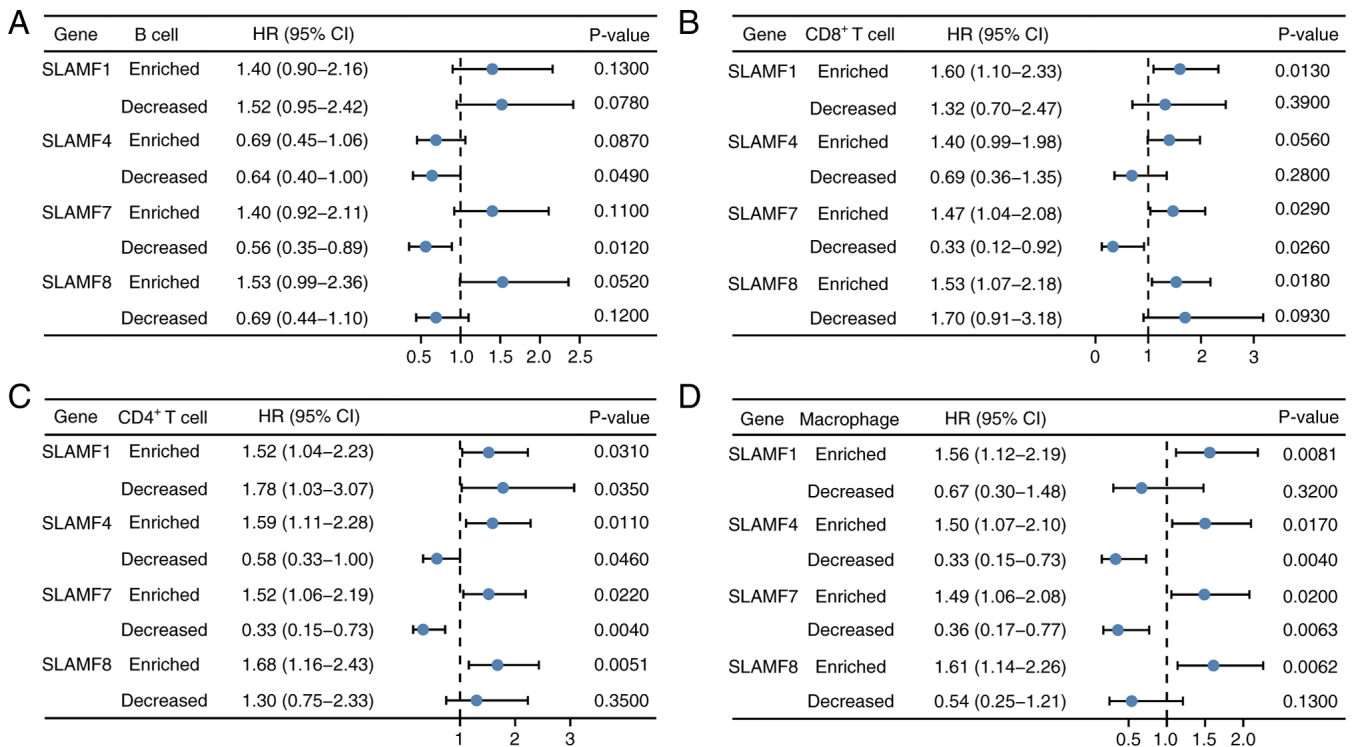 A
Gene B cell HR (95% CI) P-value
SLAMF1 Enriched 1.40 (0.90–2.16) 0.1300
Decreased 1.52 (0.95–2.42) 0.0780
SLAMF4 Enriched 0.69 (0.45–1.06) 0.0870
Decreased 0.64 (0.40–1.00) 0.0490
SLAMF7 Enriched 1.40 (0.92–2.11) 0.1100
Decreased 0.56 (0.35–0.89) 0.0120
SLAMF8 Enriched 1.53 (0.99–2.36) 0.0520
Decreased 0.69 (0.44–1.10) 0.1200
0.5 1.0 1.5 2.0 2.5
B
Gene CD8+ T cell HR (95% CI) P-value
SLAMF1 Enriched 1.60 (1.10–2.33) 0.0130
Decreased 1.32 (0.70–2.47) 0.3900
SLAMF4 Enriched 1.40 (0.99–1.98) 0.0560
Decreased 0.69 (0.36–1.35) 0.2800
SLAMF7 Enriched 1.47 (1.04–2.08) 0.0290
Decreased 0.33 (0.12–0.92) 0.0260
SLAMF8 Enriched 1.53 (1.07–2.18) 0.0180
Decreased 1.70 (0.91–3.18) 0.0930
0 1 2 3
C
Gene CD4+ T cell HR (95% CI) P-value
SLAMF1 Enriched 1.52 (1.04–2.23) 0.0310
Decreased 1.78 (1.03–3.07) 0.0350
SLAMF4 Enriched 1.59 (1.11–2.28) 0.0110
Decreased 0.58 (0.33–1.00) 0.0460
SLAMF7 Enriched 1.52 (1.06–2.19) 0.0220
Decreased 0.33 (0.15–0.73) 0.0040
SLAMF8 Enriched 1.68 (1.16–2.43) 0.0051
Decreased 1.30 (0.75–2.33) 0.3500
1 2 3
D
Gene Macrophage HR (95% CI) P-value
SLAMF1 Enriched 1.56 (1.12–2.19) 0.0081
Decreased 0.67 (0.30–1.48) 0.3200
SLAMF4 Enriched 1.50 (1.07–2.10) 0.0170
Decreased 0.33 (0.15–0.73) 0.0040
SLAMF7 Enriched 1.49 (1.06–2.08) 0.0200
Decreased 0.36 (0.17–0.77) 0.0063
SLAMF8 Enriched 1.61 (1.14–2.26) 0.0062
Decreased 0.54 (0.25–1.21) 0.1300
0.5 1.0 1.5 2.0